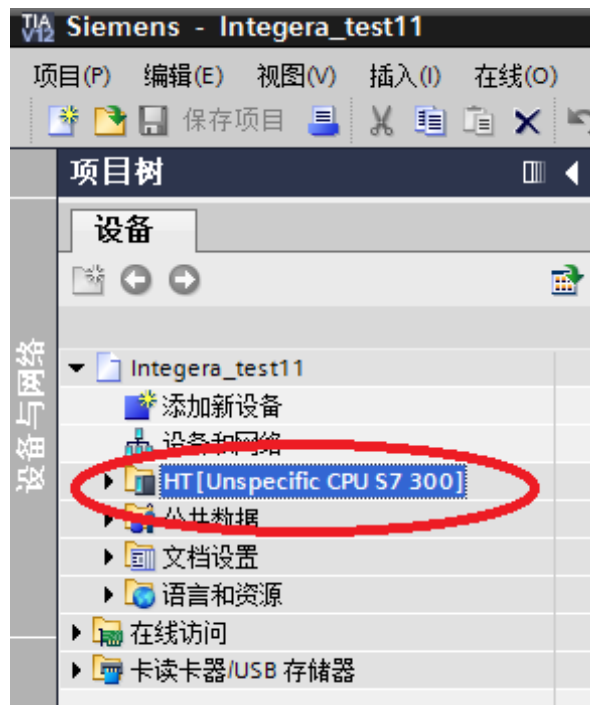 TIA V12 Siemens - Integera_test11
项目(P) 编辑(E) 视图(V) 插入(I) 在线(O)
保存项目
项目树
设备
设备与网络
Integera_test11
添加新设备
设备和网络
HT [Unspecific CPU S7 300]
公共数据
文档设置
语言和资源
在线访问
卡读卡器/USB 存储器